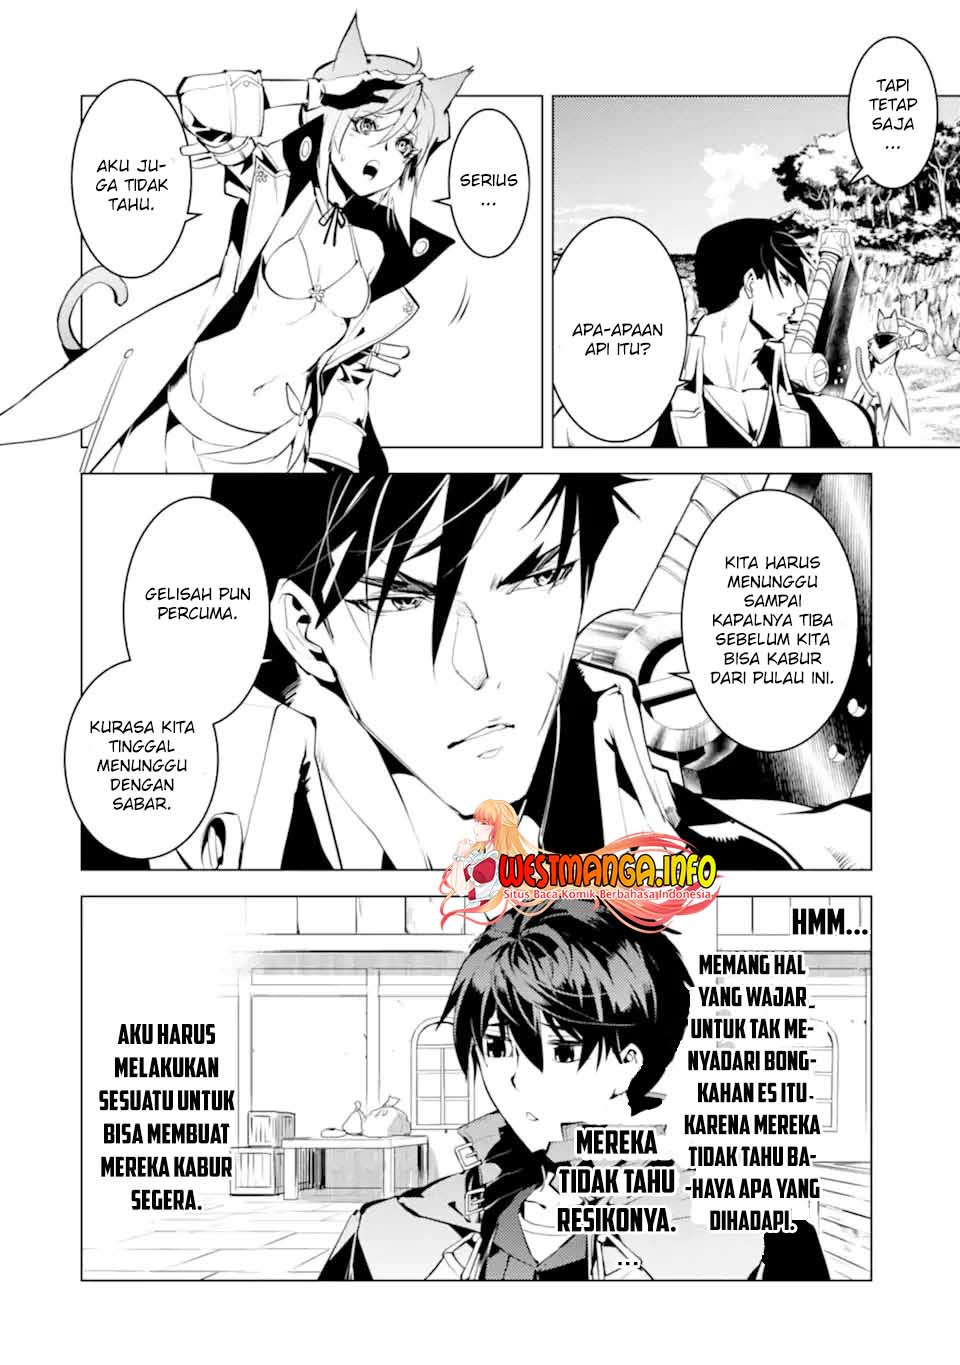 TAPI
TETAP
SAJA
...
APA-APAAN
API ITU?
SERIUS
...
AKU JU-
GA TIDAK
TAHU.
KITA HARUS
MENUNGGU
SAMPAI
KAPALNYA TIBA
SEBELUM KITA
BISA KABUR
DARI PULAU INI.
GELISAH PUN
PERCUMA.
KURASA KITA
TINGGAL
MENUNGGU
DENGAN
SABAR.
WESTMANGA.INFO
Situs Baca Komik Berbahasa Indonesia
HMM...
MEMANG HAL
YANG WAJAR
UNTUK TAK ME-
NYADARI BONG-
KAHAN ES ITU
KARENA MEREKA
TIDAK TAHU BA-
-HAYA APA YANG
DIHADAPI.
MEREKA
TIDAK TAHU
RESIKONYA.
...
AKU HARUS
MELAKUKAN
SESUATU UNTUK
BISA MEMBUAT
MEREKA KABUR
SEGERA.